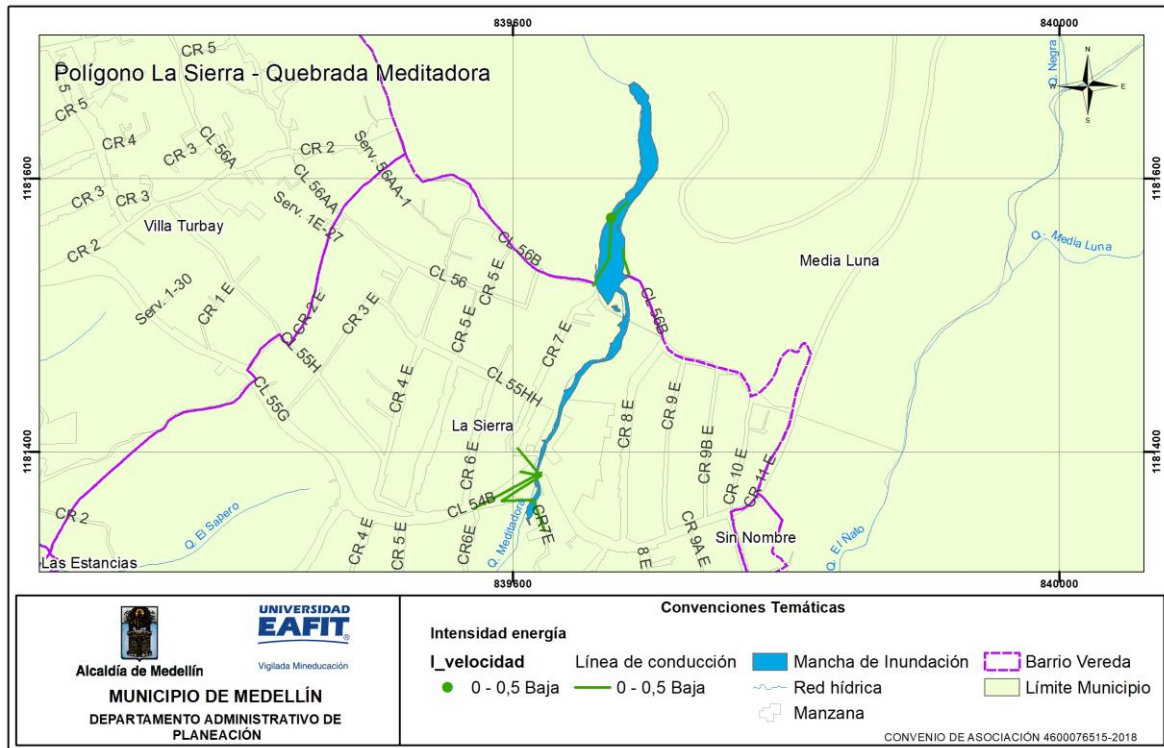 839600
840000
Polígono La Sierra - Quebrada Meditadora
CR 5
CR 5
CR 4
CR 3
CR 2
CL 56A
Serv. 56AA-1
CL 56AA
Serv. 1E-27
CR 3
CR 3
CR 2
Villa Turbay
Q. Negra
N
W
E
S
1181600
1181600
Q. Media Luna
Media Luna
CL 56B
CL 56
CR 5 E
CL 56B
Serv. 1-30
CR 1 E
CR 2 E
CR 3 E
CR 5 E
CR 7 E
CL 55H
CL 55G
CR 4 E
CL 55HH
La Sierra
CR 8 E
CR 9 E
CR 9B E
CR 10 E
CR 11 E
1181400
1181400
CR 6 E
CL 54B
CR 2
Q. El Sapero
CR 4 E
CR 5 E
CR6E
Q. Meditadora
CR7E
8 E
CR 9A E
Sin Nombre
Q. El Ñato
Las Estancias
839600
840000
Alcaldía de Medellín
UNIVERSIDAD
EAFIT
®
Vigilada Mineducación
MUNICIPIO DE MEDELLÍN
DEPARTAMENTO ADMINISTRATIVO DE
PLANEACIÓN
Convenciones Temáticas
Intensidad energía
I_velocidad
0 - 0,5 Baja
Línea de conducción
0 - 0,5 Baja
Mancha de Inundación
Red hídrica
Manzana
Barrio Vereda
Límite Municipio
CONVENIO DE ASOCIACIÓN 4600076515-2018